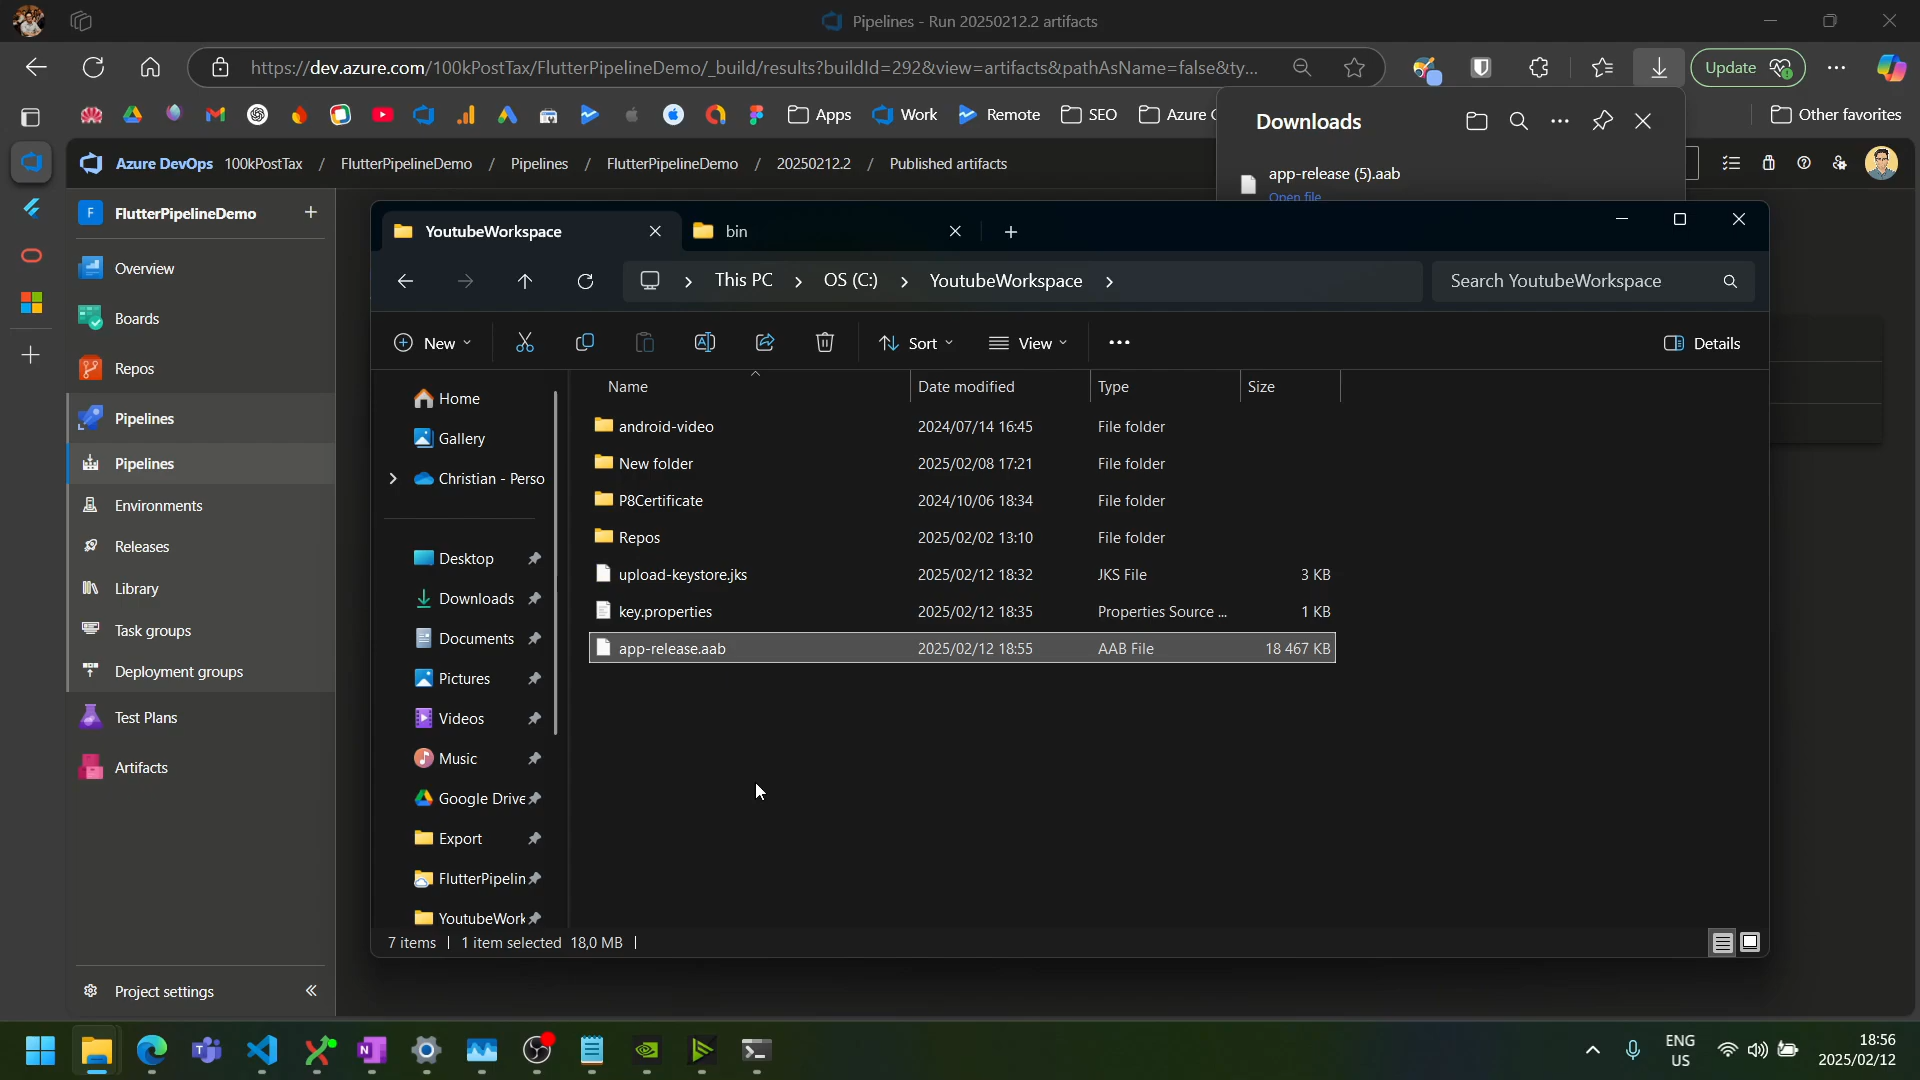 Pipelines - Run 20250212.2 artifacts
https://dev.azure.com/100kPostTax/FlutterPipelineDemo/_build/results?buildId=292&view=artifacts&pathAsName=false&ty...
Update
Apps
Work
Remote
SEO
Azure
Other favorites
Downloads
app-release (5).aab
Open file
Azure DevOps 100kPostTax / FlutterPipelineDemo / Pipelines / FlutterPipelineDemo / 20250212.2 / Published artifacts
F FlutterPipelineDemo +
Overview
Boards
Repos
Pipelines
Pipelines
Environments
Releases
Library
Task groups
Deployment groups
Test Plans
Artifacts
Project settings
YoutubeWorkspace
bin
This PC > OS (C:) > YoutubeWorkspace >
Search YoutubeWorkspace
New
Sort
View
Details
Home
Gallery
Christian - Perso
Desktop
Downloads
Documents
Pictures
Videos
Music
Google Drive
Export
FlutterPipelin
YoutubeWork
Name Date modified Type Size
android-video 2024/07/14 16:45 File folder
New folder 2025/02/08 17:21 File folder
P8Certificate 2024/10/06 18:34 File folder
Repos 2025/02/02 13:10 File folder
upload-keystore.jks 2025/02/12 18:32 JKS File 3 KB
key.properties 2025/02/12 18:35 Properties Source ... 1 KB
app-release.aab 2025/02/12 18:55 AAB File 18 467 KB
7 items | 1 item selected 18,0 MB |
ENG
US
18:56
2025/02/12